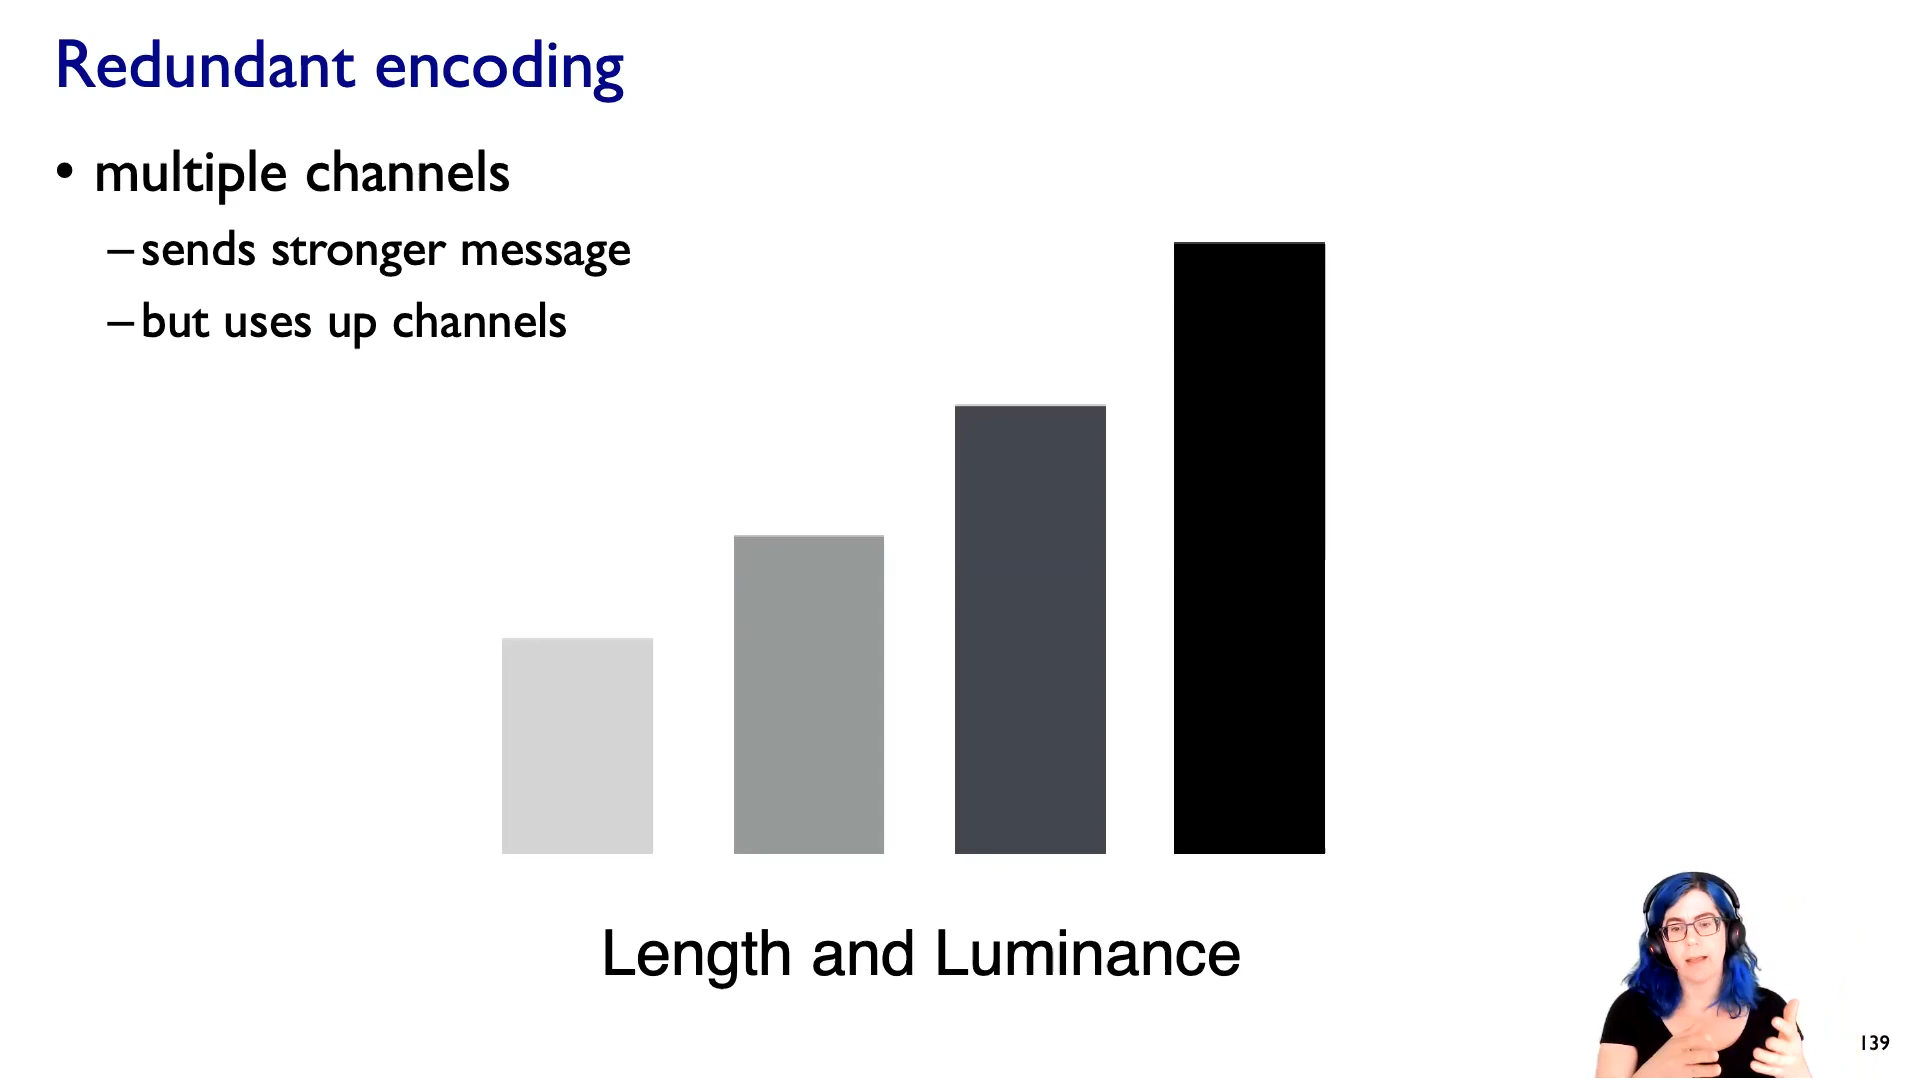 Redundant encoding
• multiple channels
– sends stronger message
– but uses up channels
Length and Luminance
139